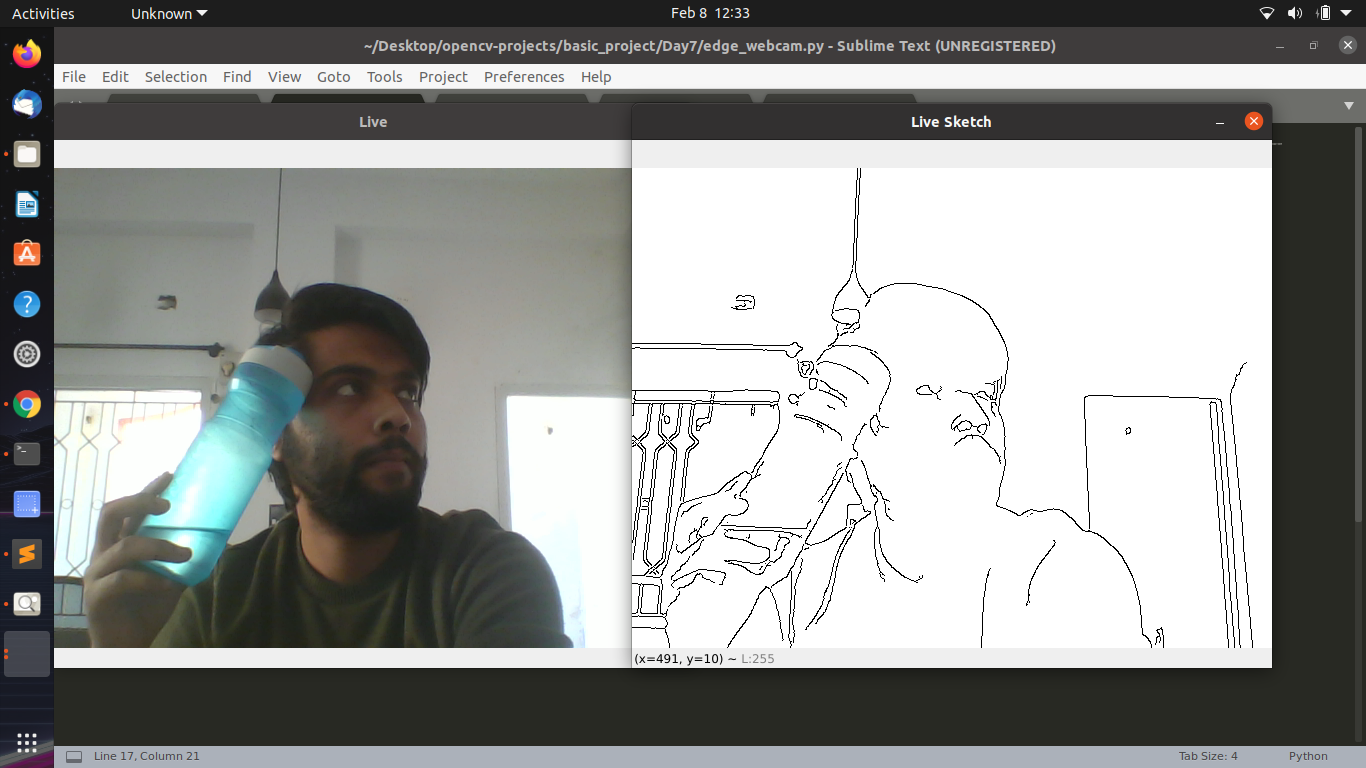 Activities
Unknown
Feb 8 12:33
~/Desktop/opencv-projects/basic_project/Day7/edge_webcam.py - Sublime Text (UNREGISTERED)
File Edit Selection Find View Goto Tools Project Preferences Help
Live
Live Sketch
(x=491, y=10) ~ L:255
Line 17, Column 21
Tab Size: 4
Python